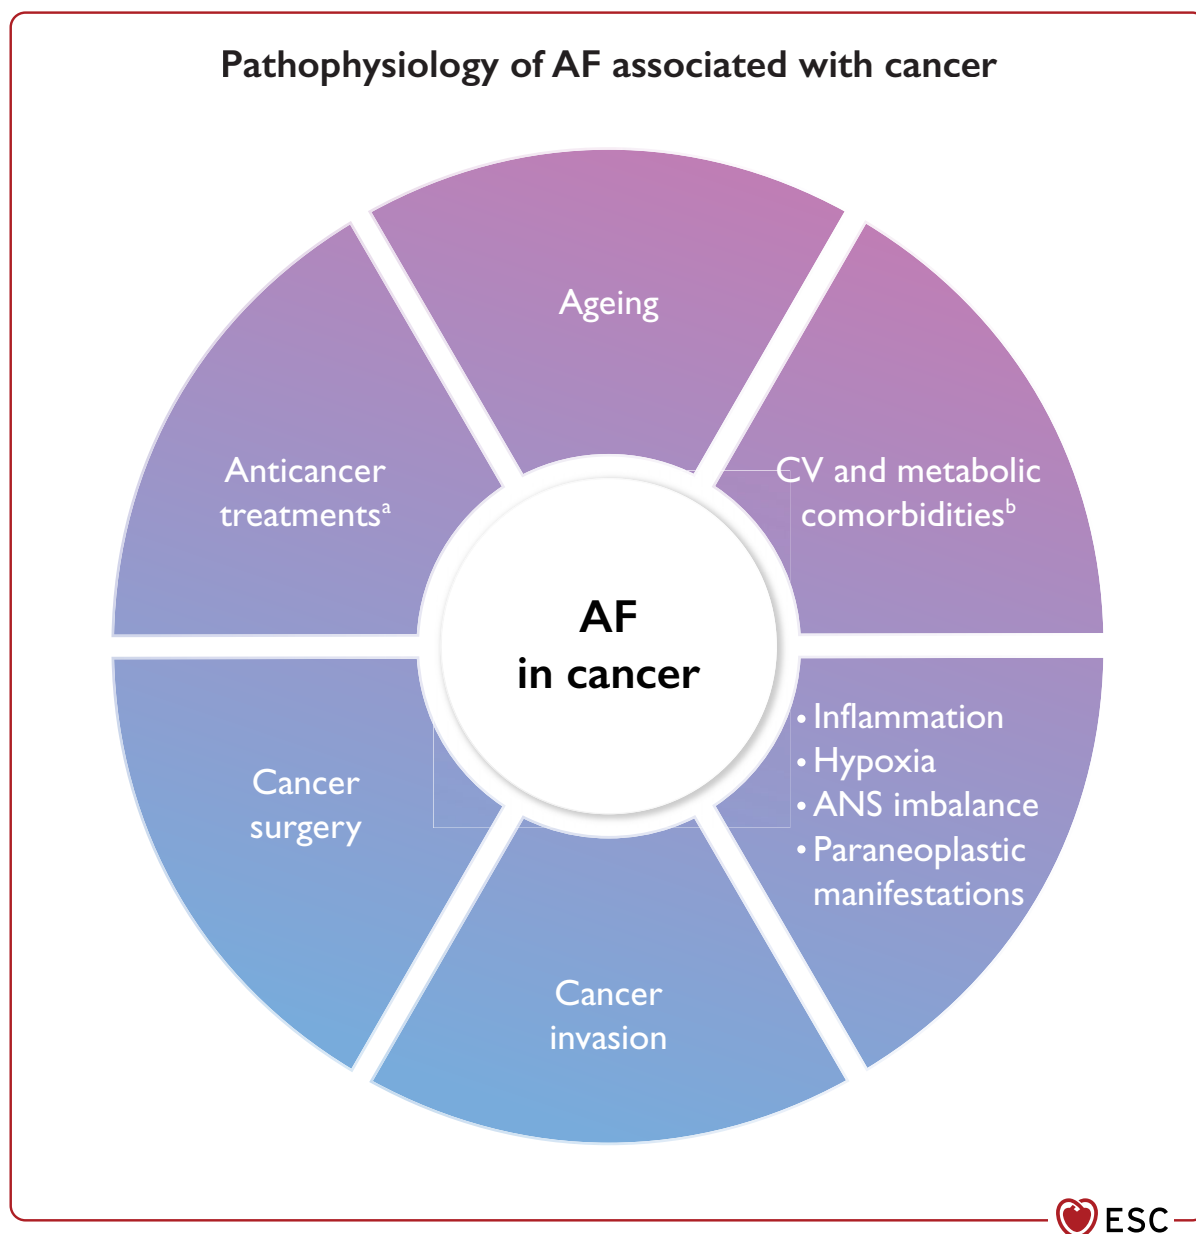 Pathophysiology of AF associated with cancer
Ageing
CV and metabolic
comorbiditiesᵇ
• Inflammation
• Hypoxia
• ANS imbalance
• Paraneoplastic
manifestations
Cancer
invasion
Cancer
surgery
Anticancer
treatmentsᵃ
AF
in cancer
ESC